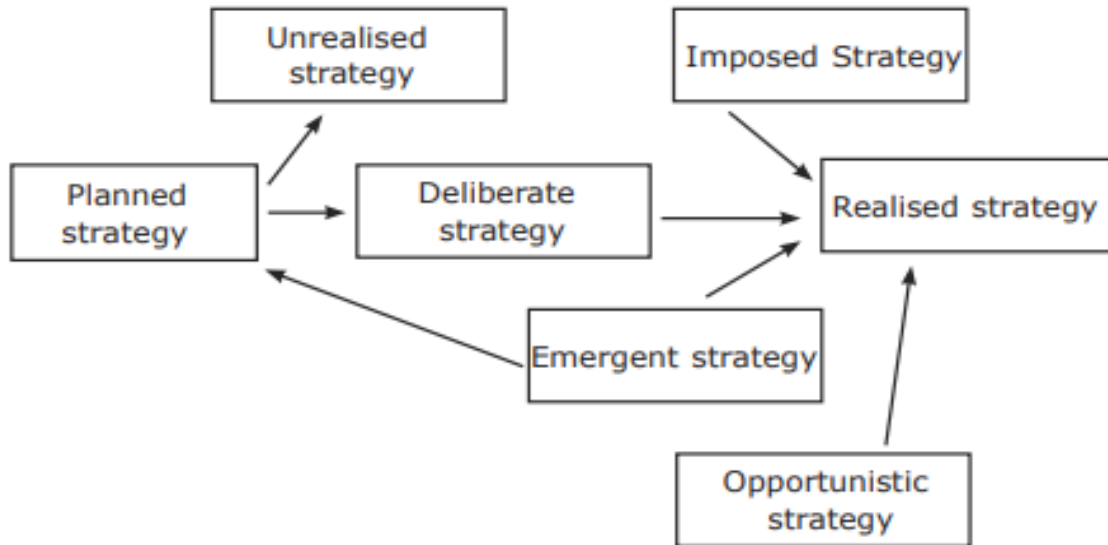 Unrealised
strategy
Imposed Strategy
Planned
strategy
Deliberate
strategy
Realised strategy
Emergent strategy
Opportunistic
strategy